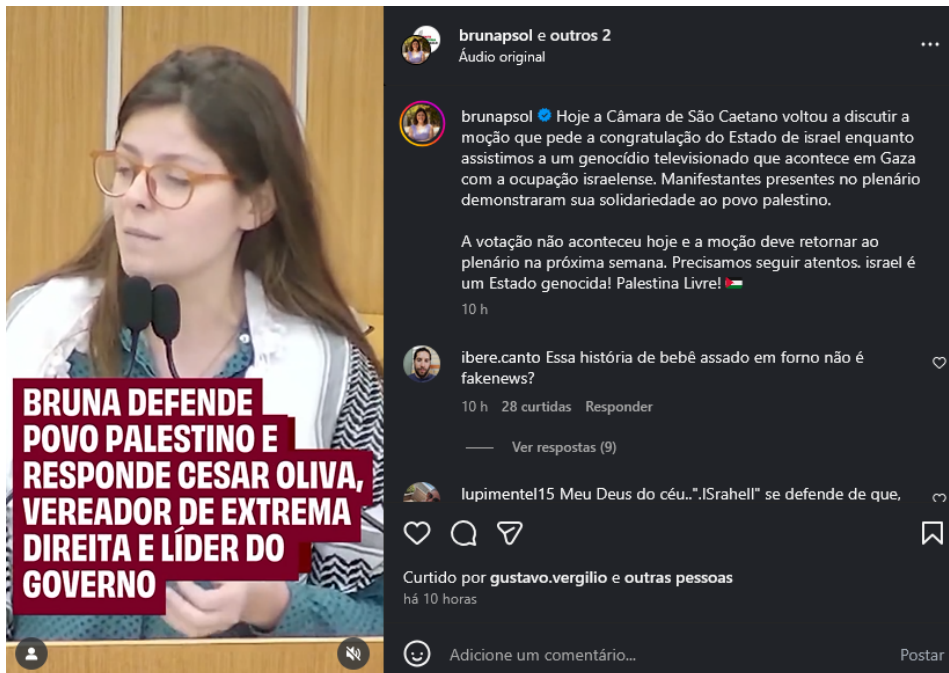 BRUNA DEFENDE
POVO PALESTINO E
RESPONDE CESAR OLIVA,
VEREADOR DE EXTREMA
DIREITA E LÍDER DO
GOVERNO
brunapsol e outros 2
Áudio original
brunapsol Hoje a Câmara de São Caetano voltou a discutir a
moção que pede a congratulação do Estado de israel enquanto
assistimos a um genocídio televisionado que acontece em Gaza
com a ocupação israelense. Manifestantes presentes no plenário
demonstraram sua solidariedade ao povo palestino.
A votação não aconteceu hoje e a moção deve retornar ao
plenário na próxima semana. Precisamos seguir atentos. israel é
um Estado genocida! Palestina Livre! 🇵🇸
10 h
ibere.canto Essa história de bebê assado em forno não é
fakenews?
10 h 28 curtidas Responder
Ver respostas (9)
lupimentel15 Meu Deus do céu..".ISrahell" se defende de que,
Curtido por gustavo.vergilio e outras pessoas
há 10 horas
Adicione um comentário...
Postar